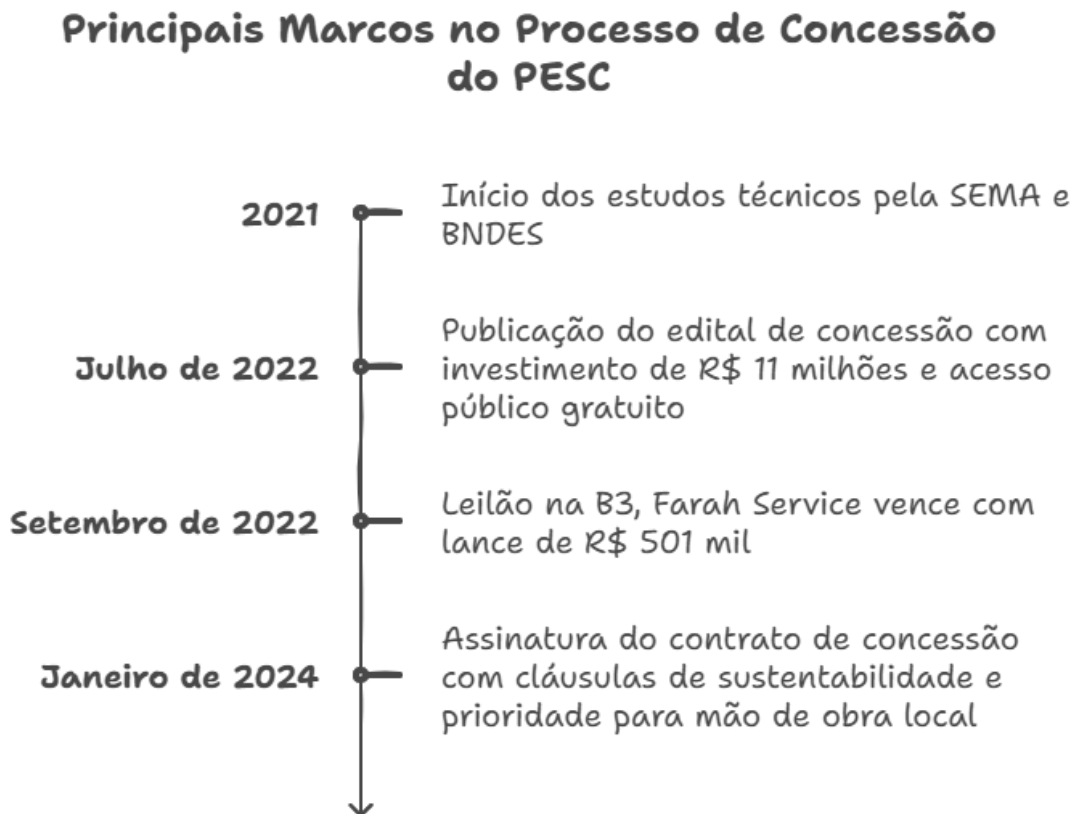 Principais Marcos no Processo de Concessão
do PESC
2021
Início dos estudos técnicos pela SEMA e
BNDES
Julho de 2022
Publicação do edital de concessão com
investimento de R$ 11 milhões e acesso
público gratuito
Setembro de 2022
Leilão na B3, Farah Service vence com
lance de R$ 501 mil
Janeiro de 2024
Assinatura do contrato de concessão
com cláusulas de sustentabilidade e
prioridade para mão de obra local